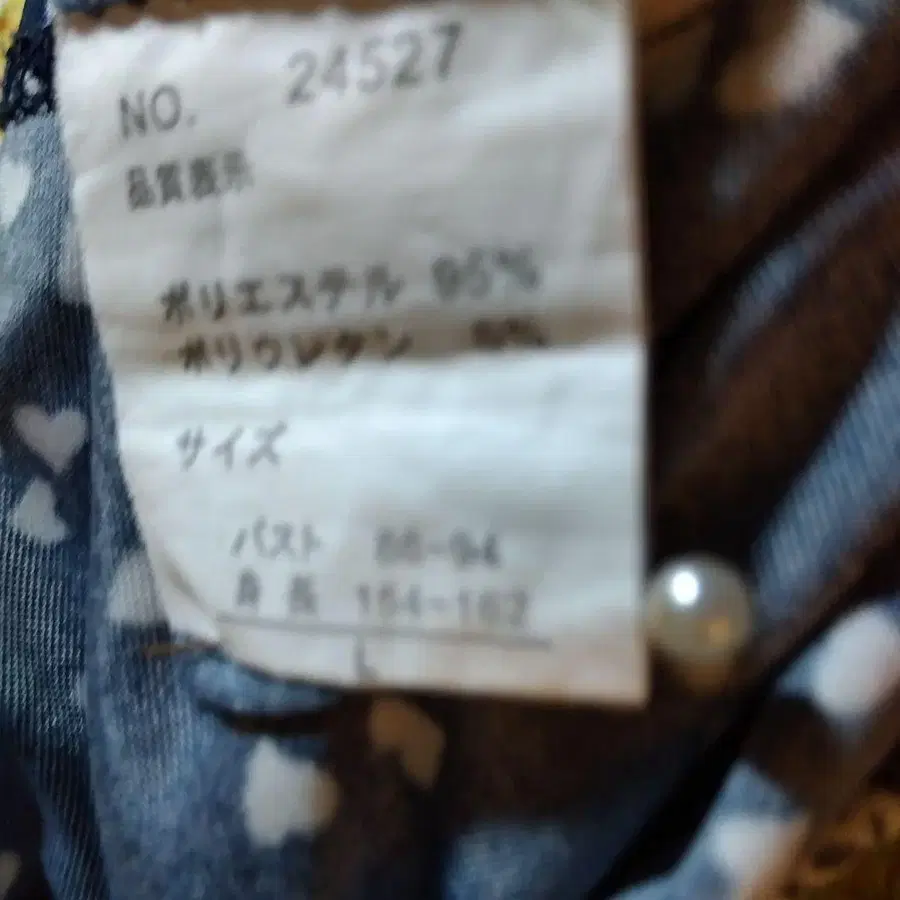 NO. 24527
品質表示
ポリエステル 95%
ポリウレタン 5%
サイズ
バスト 86-94
身長 154-162
L